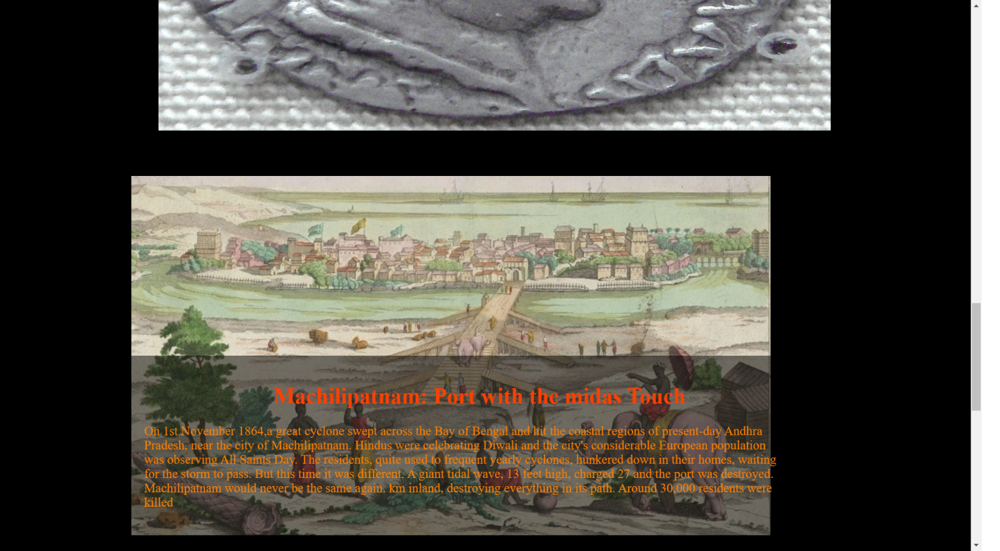 Machilipatnam: Port with the midas Touch
On 1st November 1864,a great cyclone swept across the Bay of Bengal and hit the coastal regions of present-day Andhra
Pradesh, near the city of Machilipatnam. Hindus were celebrating Diwali and the city's considerable European population
was observing All Saints Day. The residents, quite used to frequent yearly cyclones, hunkered down in their homes, waiting
for the storm to pass. But this time it was different. A giant tidal wave, 13 feet high, charged 27 and the port was destroyed.
Machilipatnam would never be the same again. km inland, destroying everything in its path. Around 30,000 residents were
killed